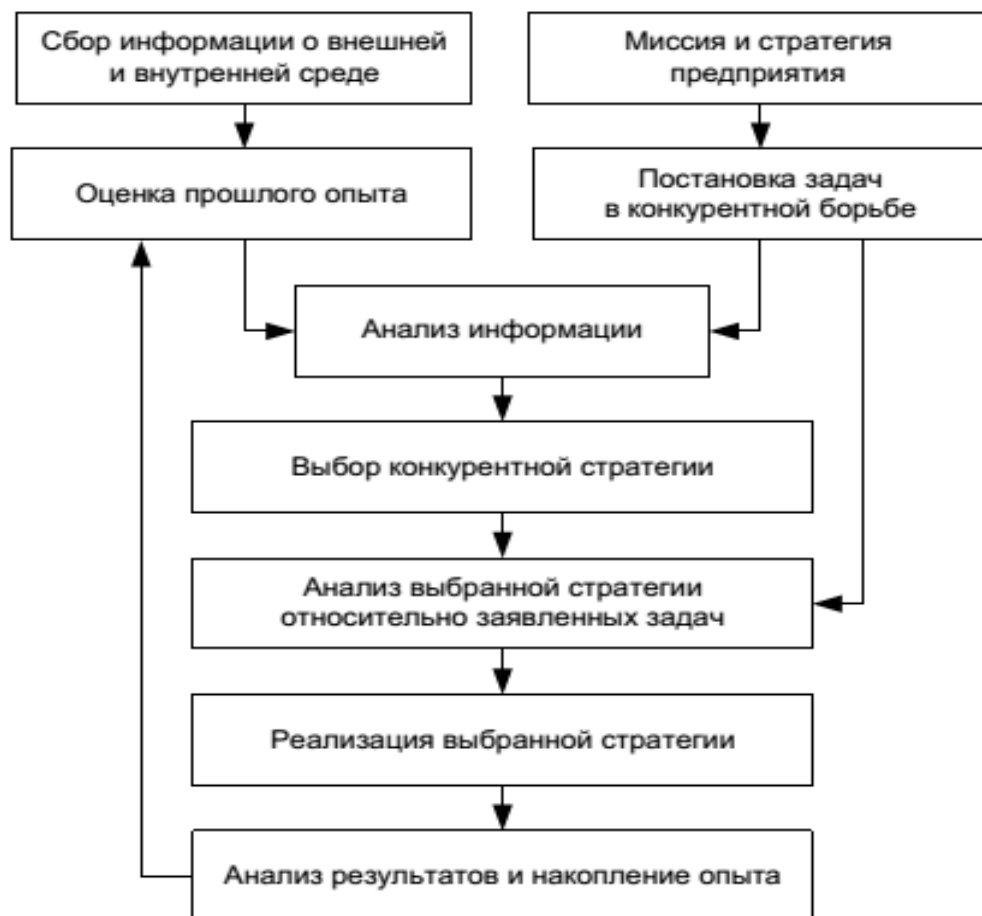 Сбор информации о внешней
и внутренней среде
Миссия и стратегия
предприятия
Оценка прошлого опыта
Постановка задач
в конкурентной борьбе
Анализ информации
Выбор конкурентной стратегии
Анализ выбранной стратегии
относительно заявленных задач
Реализация выбранной стратегии
Анализ результатов и накопление опыта